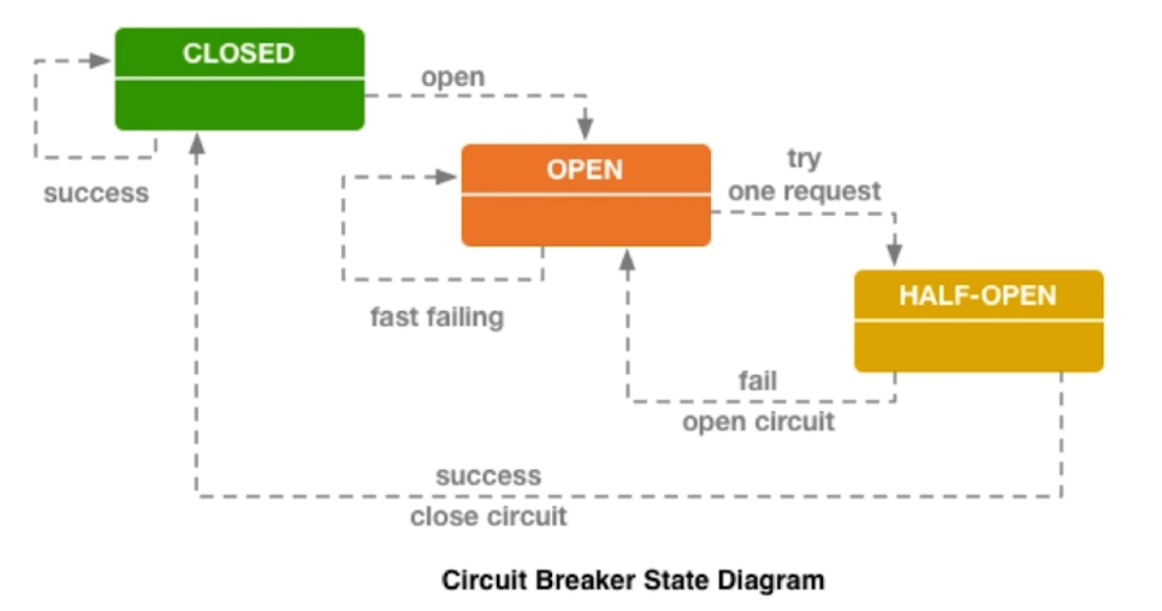 CLOSED
open
success
OPEN
try
one request
fast failing
HALF-OPEN
fail
open circuit
success
close circuit
Circuit Breaker State Diagram